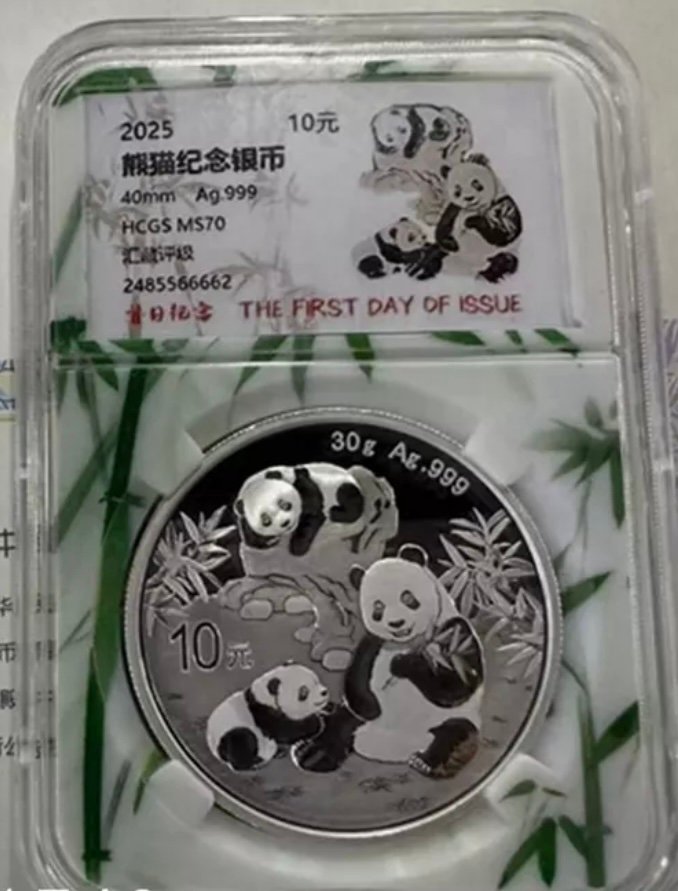 2025 10元
熊猫纪念银币
40mm Ag.999
HCGS MS70
汇藏评级
2485566662
首日纪念 THE FIRST DAY OF ISSUE
30g Ag.999
10元